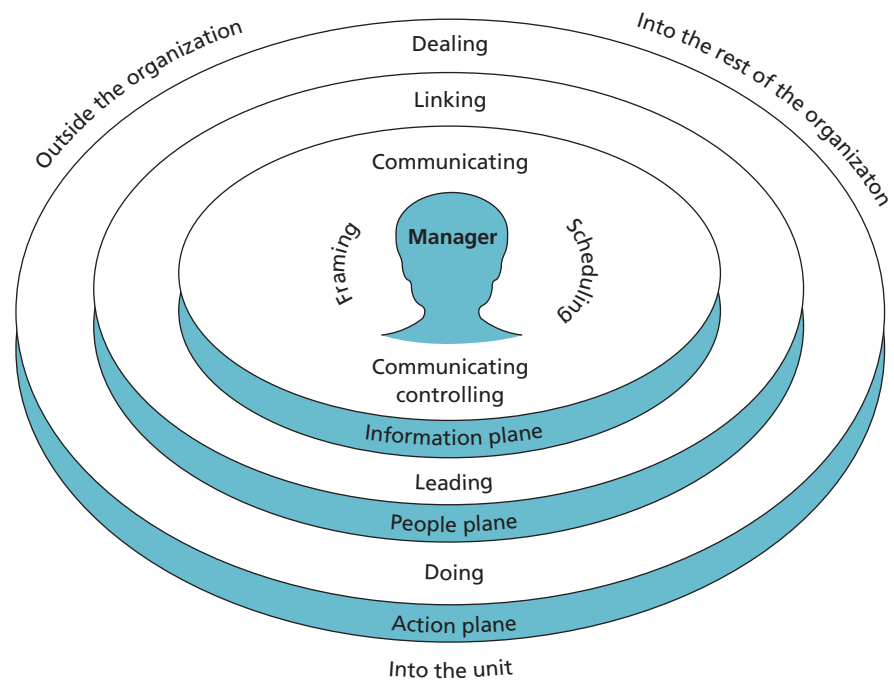 Outside the organization
Into the rest of the organizaton
Dealing
Linking
Communicating
Framing
Manager
Scheduling
Communicating
controlling
Information plane
Leading
People plane
Doing
Action plane
Into the unit